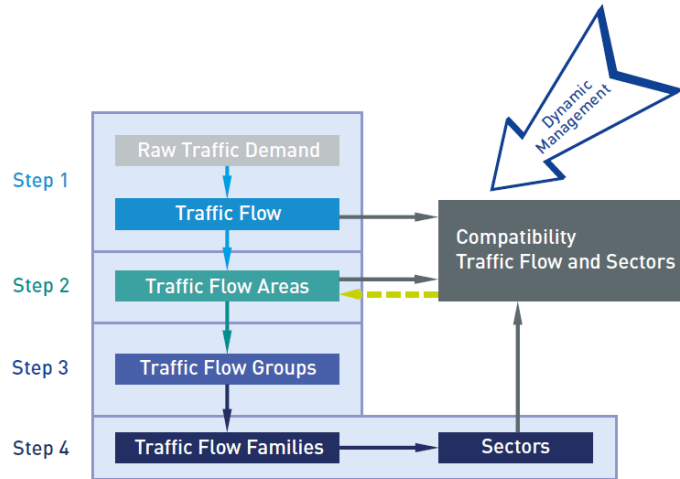 Dynamic
Management
Step 1
Raw Traffic Demand
Traffic Flow
Compatibility
Traffic Flow and Sectors
Step 2
Traffic Flow Areas
Step 3
Traffic Flow Groups
Step 4
Traffic Flow Families
Sectors